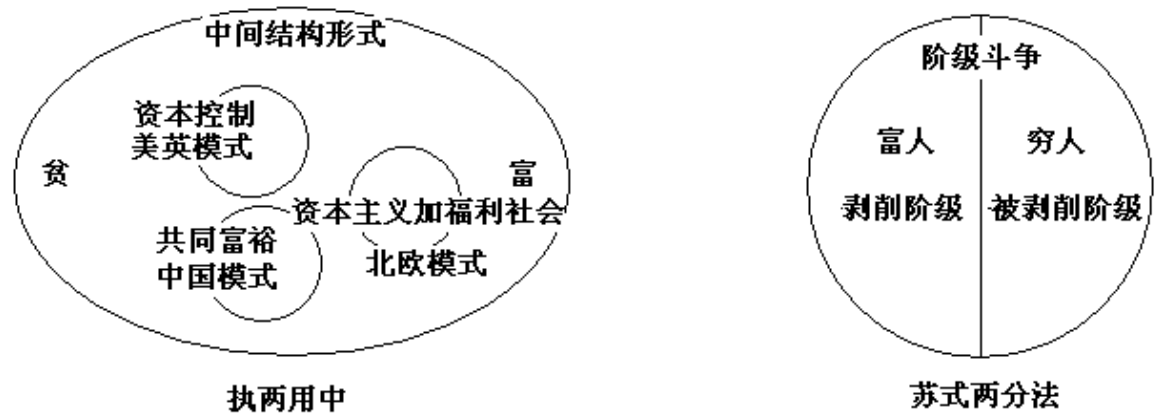 中间结构形式
资本控制
美英模式
贫
富
资本主义加福利社会
共同富裕
中国模式
北欧模式
执两用中
阶级斗争
富人
穷人
剥削阶级
被剥削阶级
苏式两分法